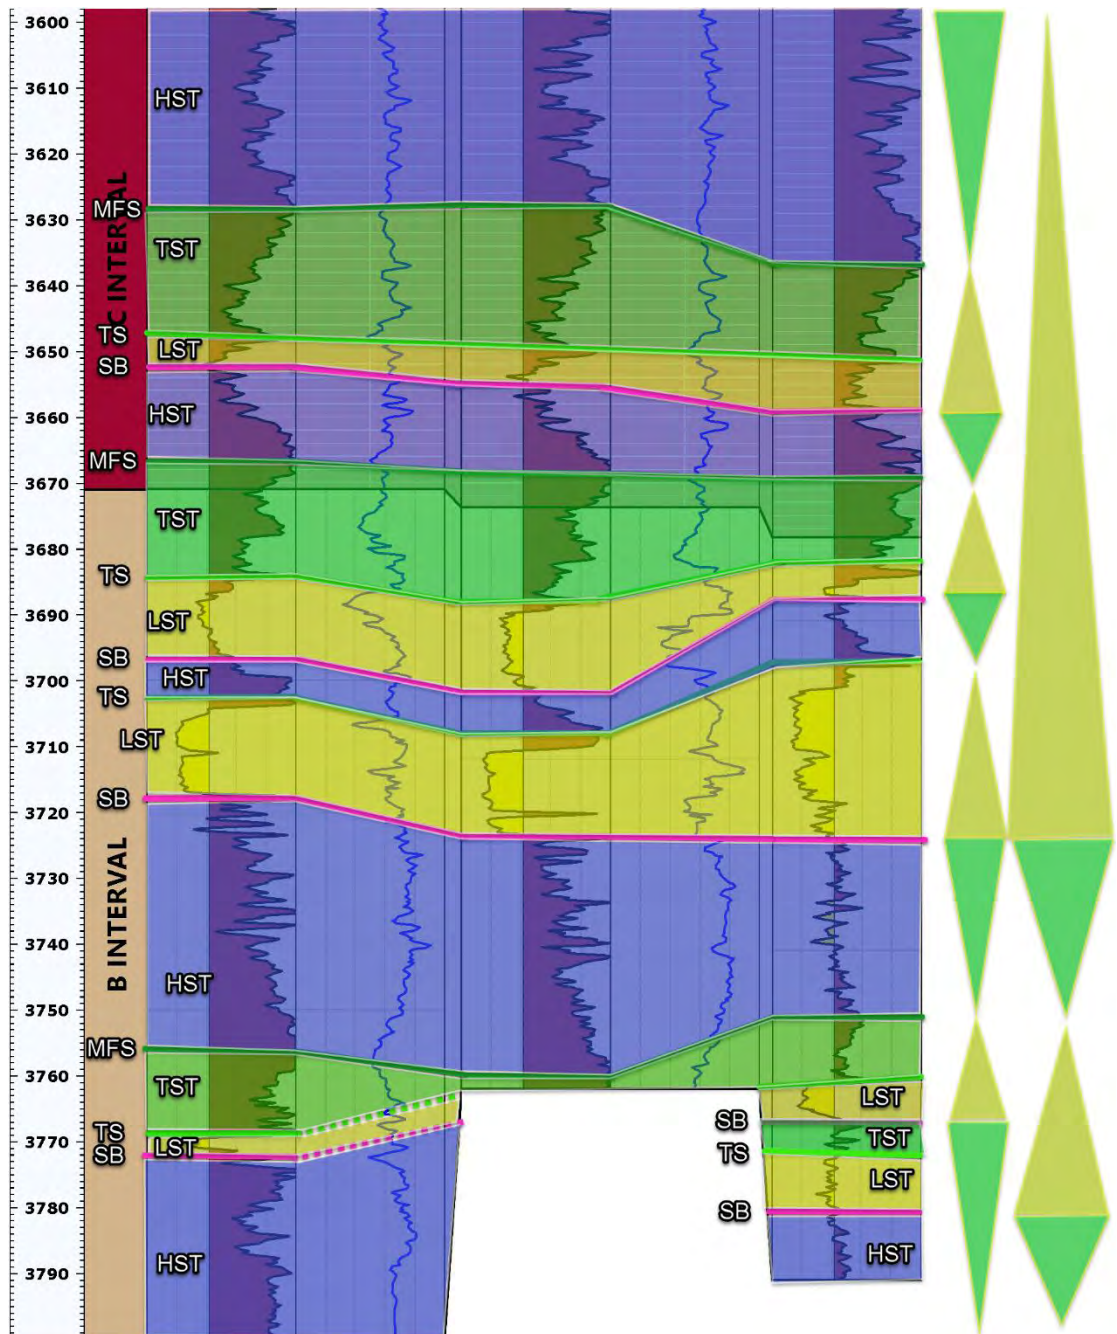 3600
3610
HST
3620
C INTERVAL
MFS
3630
TST
3640
TS
3650
LST
SB
3660
HST
MFS
3670
TST
3680
TS
3690
LST
SB
3700
HST
TS
3710
LST
SB
3720
3730
B INTERVAL
3740
HST
3750
MFS
3760
TST
LST
TS
SB
TST
3770
LST
SB
TS
LST
3780
SB
HST
HST
3790